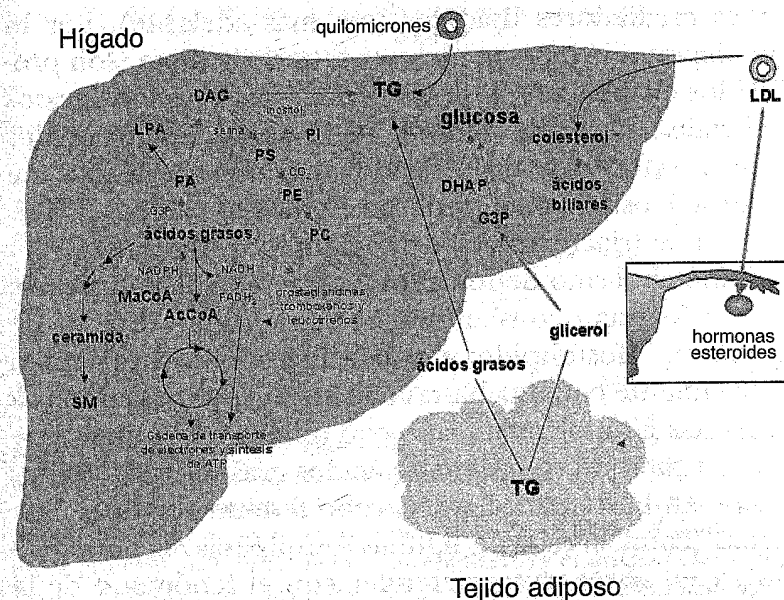 Hígado
quilomicrones
LDL
DAG
TG
inositol
glucosa
LPA
serina
PI
colesterol
PS
CO
PA
PE
DHAP
ácidos
biliares
G3P
G3P
ácidos grasos
PC
NADPH
NADH
MaCoA
FADH₂
prostaglandinas
tromboxanos y
leucotrienos
AcCoA
ceramida
glicerol
hormonas
esteroides
ácidos grasos
SM
Cadena de transporte
de electrones y síntesis
de ATP
TG
Tejido adiposo